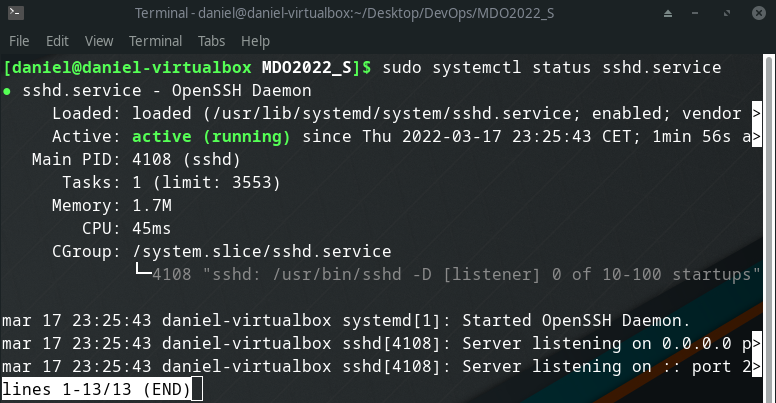 Terminal - daniel@daniel-virtualbox:~/Desktop/DevOps/MDO2022_S
File Edit View Terminal Tabs Help
[daniel@daniel-virtualbox MDO2022_S]$ sudo systemctl status sshd.service
● sshd.service - OpenSSH Daemon
     Loaded: loaded (/usr/lib/systemd/system/sshd.service; enabled; vendor >
     Active: active (running) since Thu 2022-03-17 23:25:43 CET; 1min 56s a>
   Main PID: 4108 (sshd)
      Tasks: 1 (limit: 3553)
     Memory: 1.7M
        CPU: 45ms
     CGroup: /system.slice/sshd.service
             └─4108 "sshd: /usr/bin/sshd -D [listener] 0 of 10-100 startups"
mar 17 23:25:43 daniel-virtualbox systemd[1]: Started OpenSSH Daemon.
mar 17 23:25:43 daniel-virtualbox sshd[4108]: Server listening on 0.0.0.0 p>
mar 17 23:25:43 daniel-virtualbox sshd[4108]: Server listening on :: port 2>
lines 1-13/13 (END)